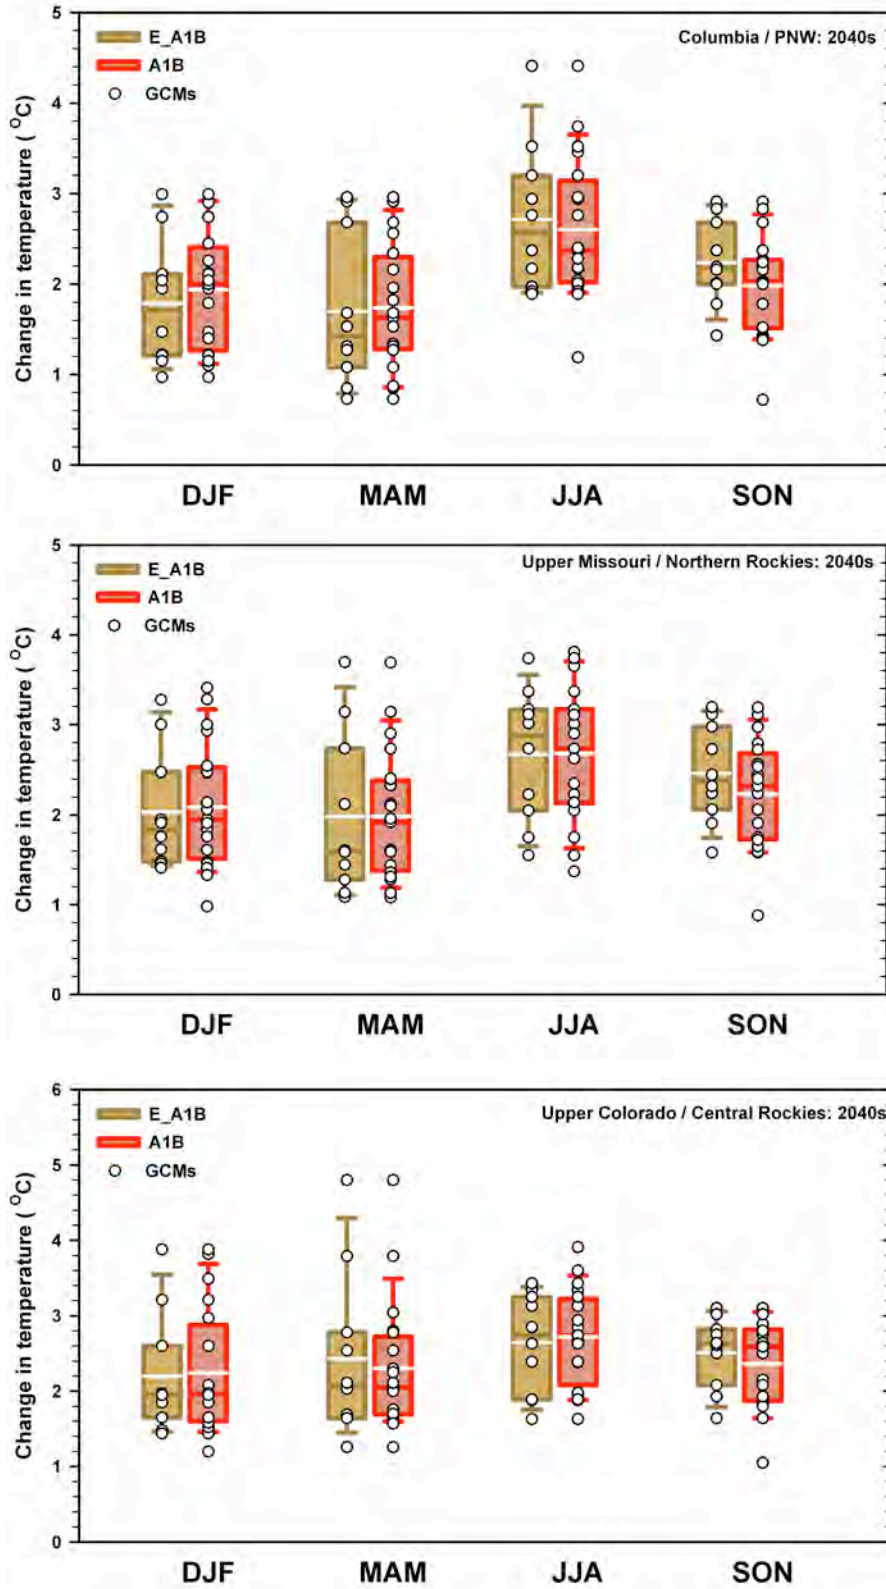 Change in temperature (°C)
5
4
3
2
1
0
E_A1B
A1B
GCMs
Columbia / PNW: 2040s
DJF MAM JJA SON
Change in temperature (°C)
5
4
3
2
1
0
E_A1B
A1B
GCMs
Upper Missouri / Northern Rockies: 2040s
DJF MAM JJA SON
Change in temperature (°C)
6
5
4
3
2
1
0
E_A1B
A1B
GCMs
Upper Colorado / Central Rockies: 2040s
DJF MAM JJA SON